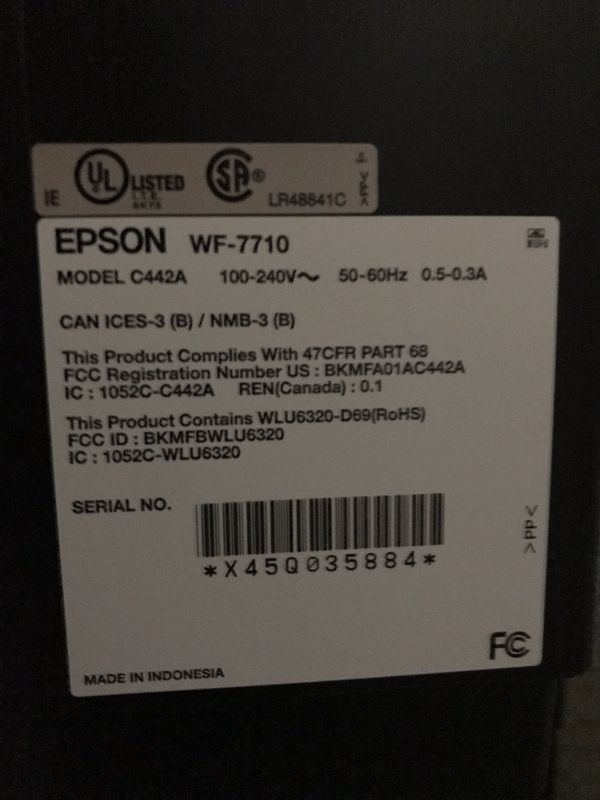 IE
UL LISTED
I.T.E.
SA ®
LR48841C
EPSON WF-7710
MODEL C442A 100-240V~ 50-60Hz 0.5-0.3A
CAN ICES-3 (B) / NMB-3 (B)
This Product Complies With 47CFR PART 68
FCC Registration Number US : BKMFA01AC442A
IC : 1052C-C442A REN(Canada) : 0.1
This Product Contains WLU6320-D69(RoHS)
FCC ID : BKMFBWLU6320
IC : 1052C-WLU6320
SERIAL NO.
*X45Q035884*
>PP<
FC
MADE IN INDONESIA